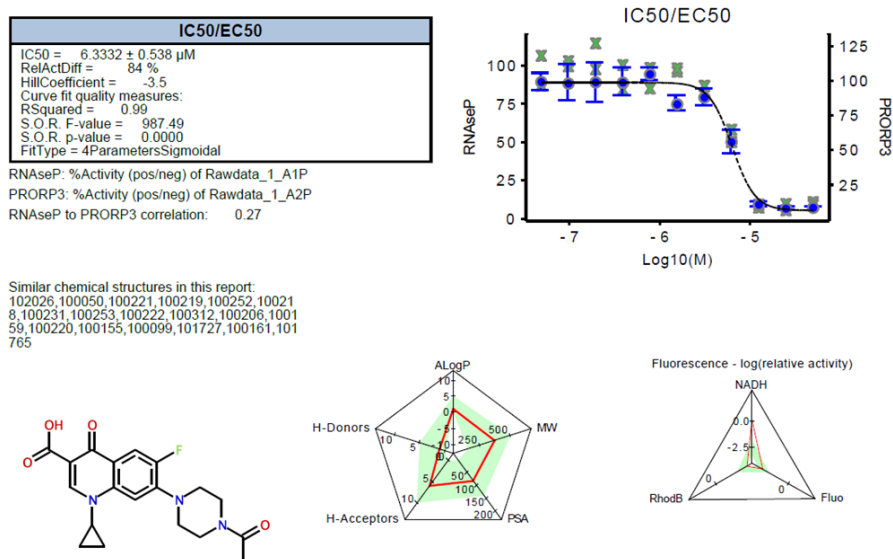 IC50/EC50
IC50 = 6.3332 ± 0.538 µM
RelActDiff = 84 %
HillCoefficient = -3.5
Curve fit quality measures:
RSquared = 0.99
S.O.R. F-value = 987.49
S.O.R. p-value = 0.0000
FitType = 4ParametersSigmoidal
RNAseP: %Activity (pos/neg) of Rawdata_1_A1P
PRORP3: %Activity (pos/neg) of Rawdata_1_A2P
RNAseP to PRORP3 correlation: 0.27
IC50/EC50
RNAseP
100
75
50
25
0
125
100
75
50
25
PRORP3
- 7
- 6
- 5
Log10(M)
Similar chemical structures in this report:
102026,100050,100221,100219,100252,10021
8,100231,100253,100222,100312,100206,1001
59,100220,100155,100099,101727,100161,101
765
OH
O
O
F
N
N
N
O
ALogP
10
5
0
- 5
- 10
H-Donors
10
5
0
MW
500
250
H-Acceptors
10
5
PSA
50
100
150
200
Fluorescence - log(relative activity)
NADH
0.0
-2.5
RhodB
0
Fluo
0